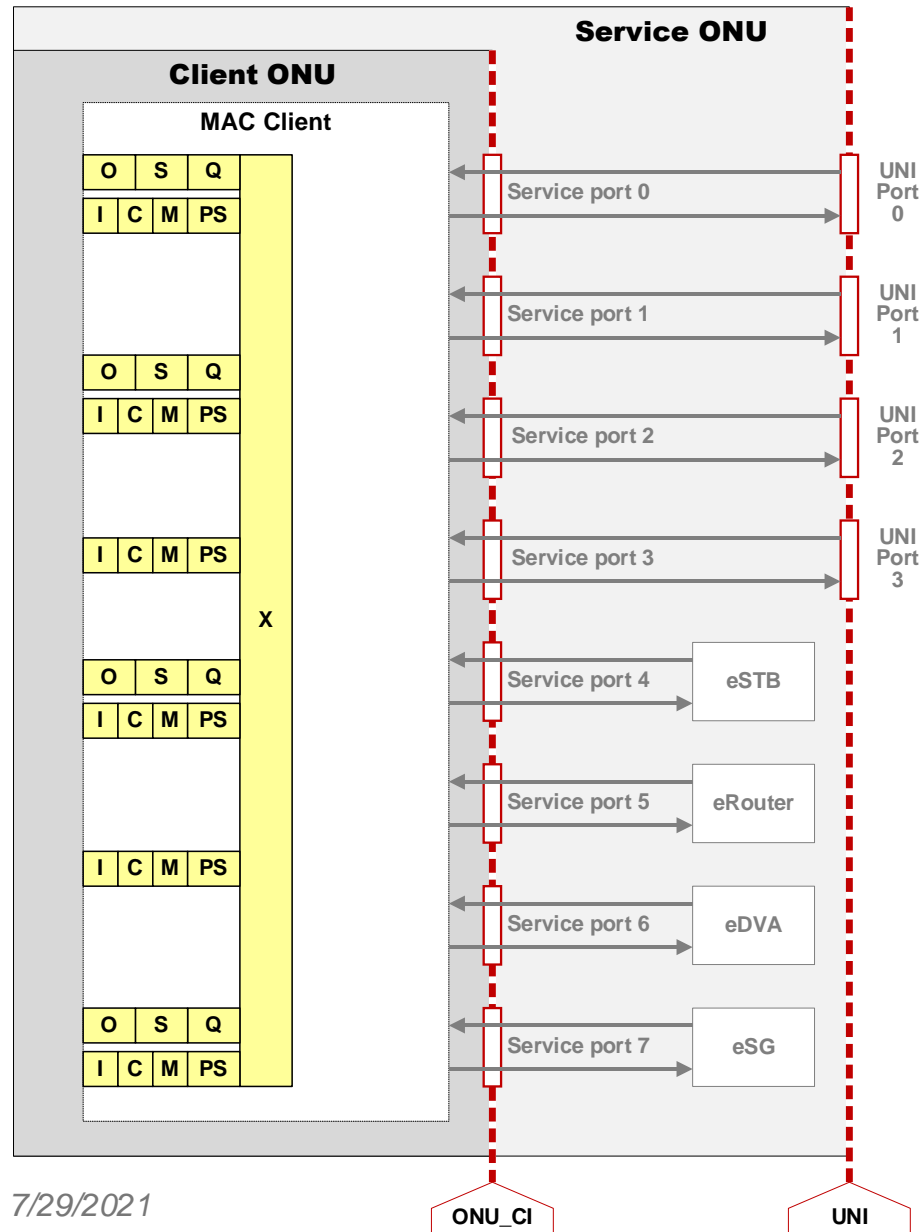 Service ONU
Client ONU
MAC Client
O S Q
I C M PS
Service port 0
UNI
Port
0
Service port 1
UNI
Port
1
O S Q
I C M PS
Service port 2
UNI
Port
2
I C M PS
Service port 3
UNI
Port
3
X
O S Q
I C M PS
Service port 4
eSTB
Service port 5
eRouter
I C M PS
Service port 6
eDVA
O S Q
I C M PS
Service port 7
eSG
7/29/2021
ONU_CI
UNI